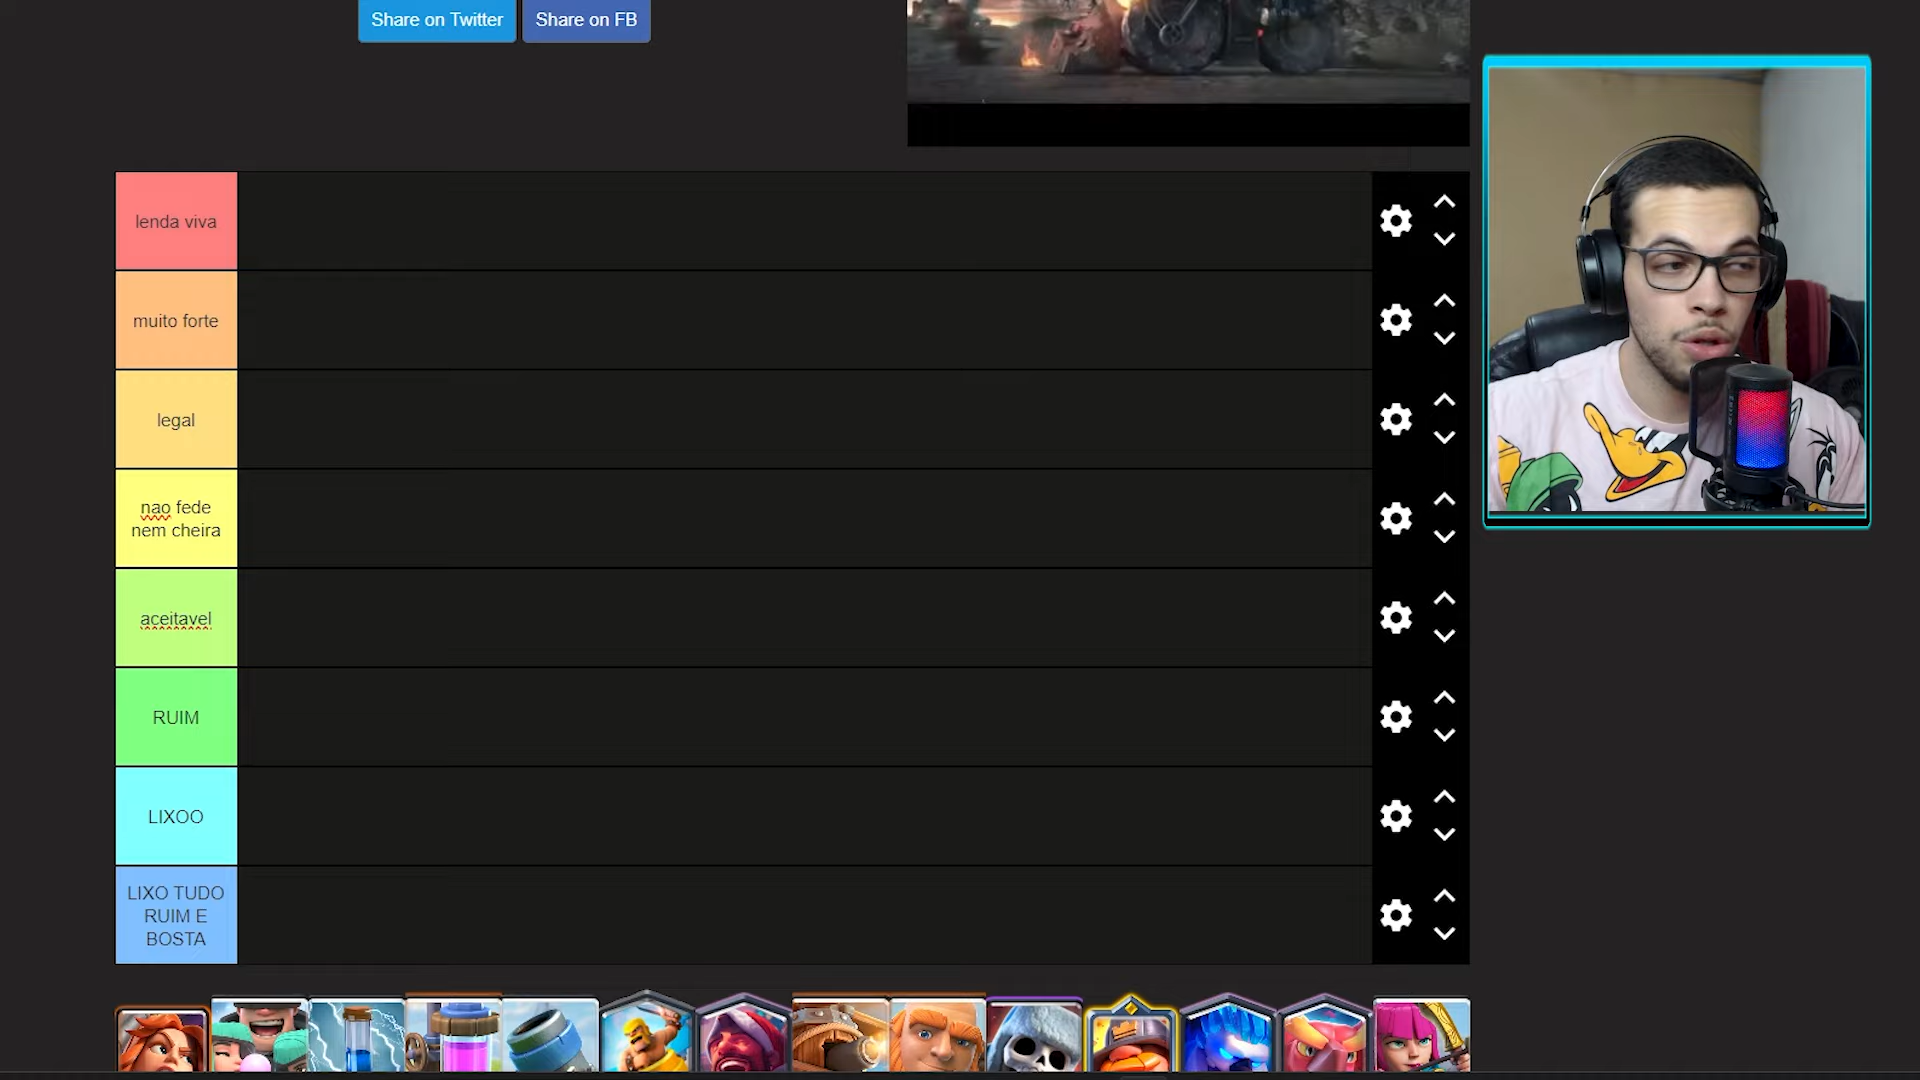 Share on Twitter
Share on FB
lenda viva
muito forte
legal
nao fede
nem cheira
aceitavel
RUIM
LIXOO
LIXO TUDO
RUIM E
BOSTA